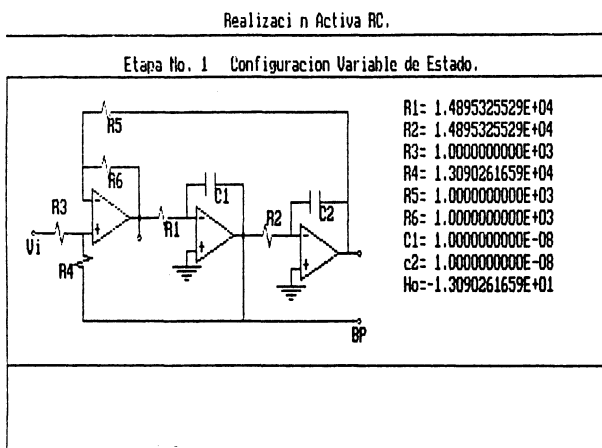 Realizaci n Activa RC.
Etapa No. 1 Configuracion Variable de Estado.
R5
R6
R3
Vi
R4
R1
C1
R2
C2
BP
R1= 1.4895325529E+04
R2= 1.4895325529E+04
R3= 1.0000000000E+03
R4= 1.3090261659E+04
R5= 1.0000000000E+03
R6= 1.0000000000E+03
C1= 1.0000000000E-08
c2= 1.0000000000E-08
Ho=-1.3090261659E+01